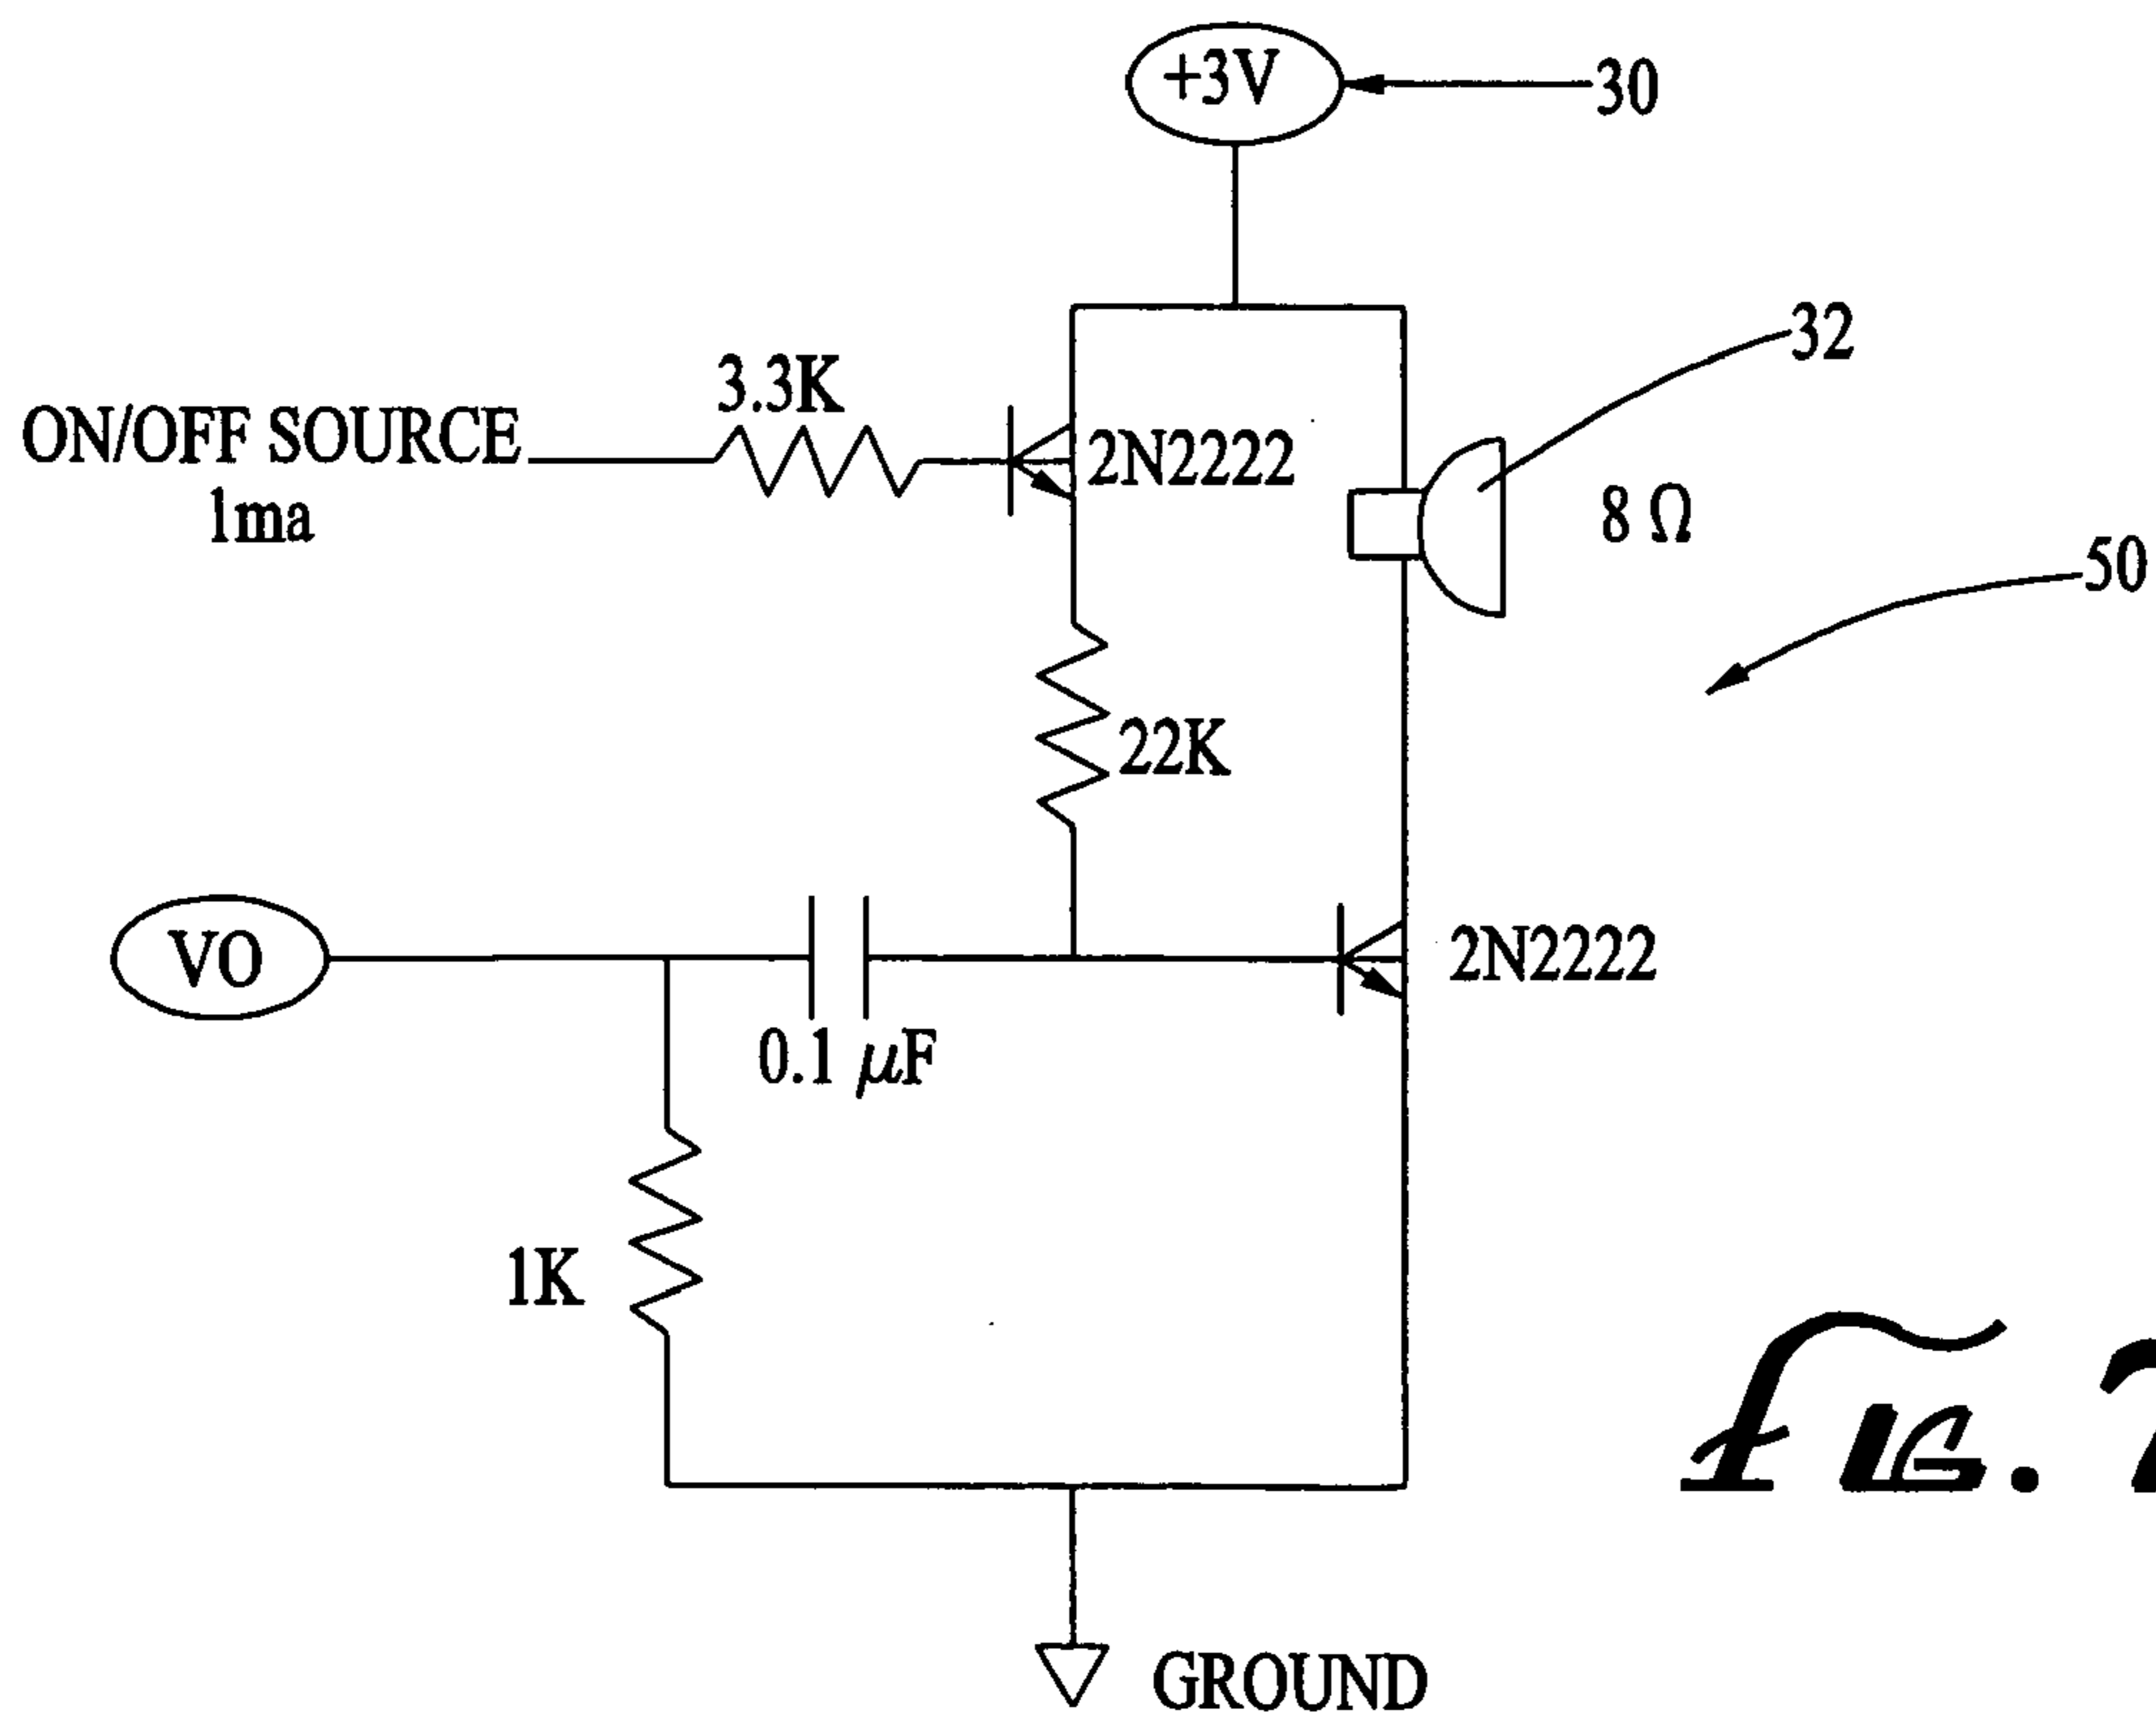 +3V
30
32
3.3K
ON/OFF SOURCE
1ma
2N2222
8 Ω
50
22K
VO
2N2222
0.1 μF
1K
GROUND